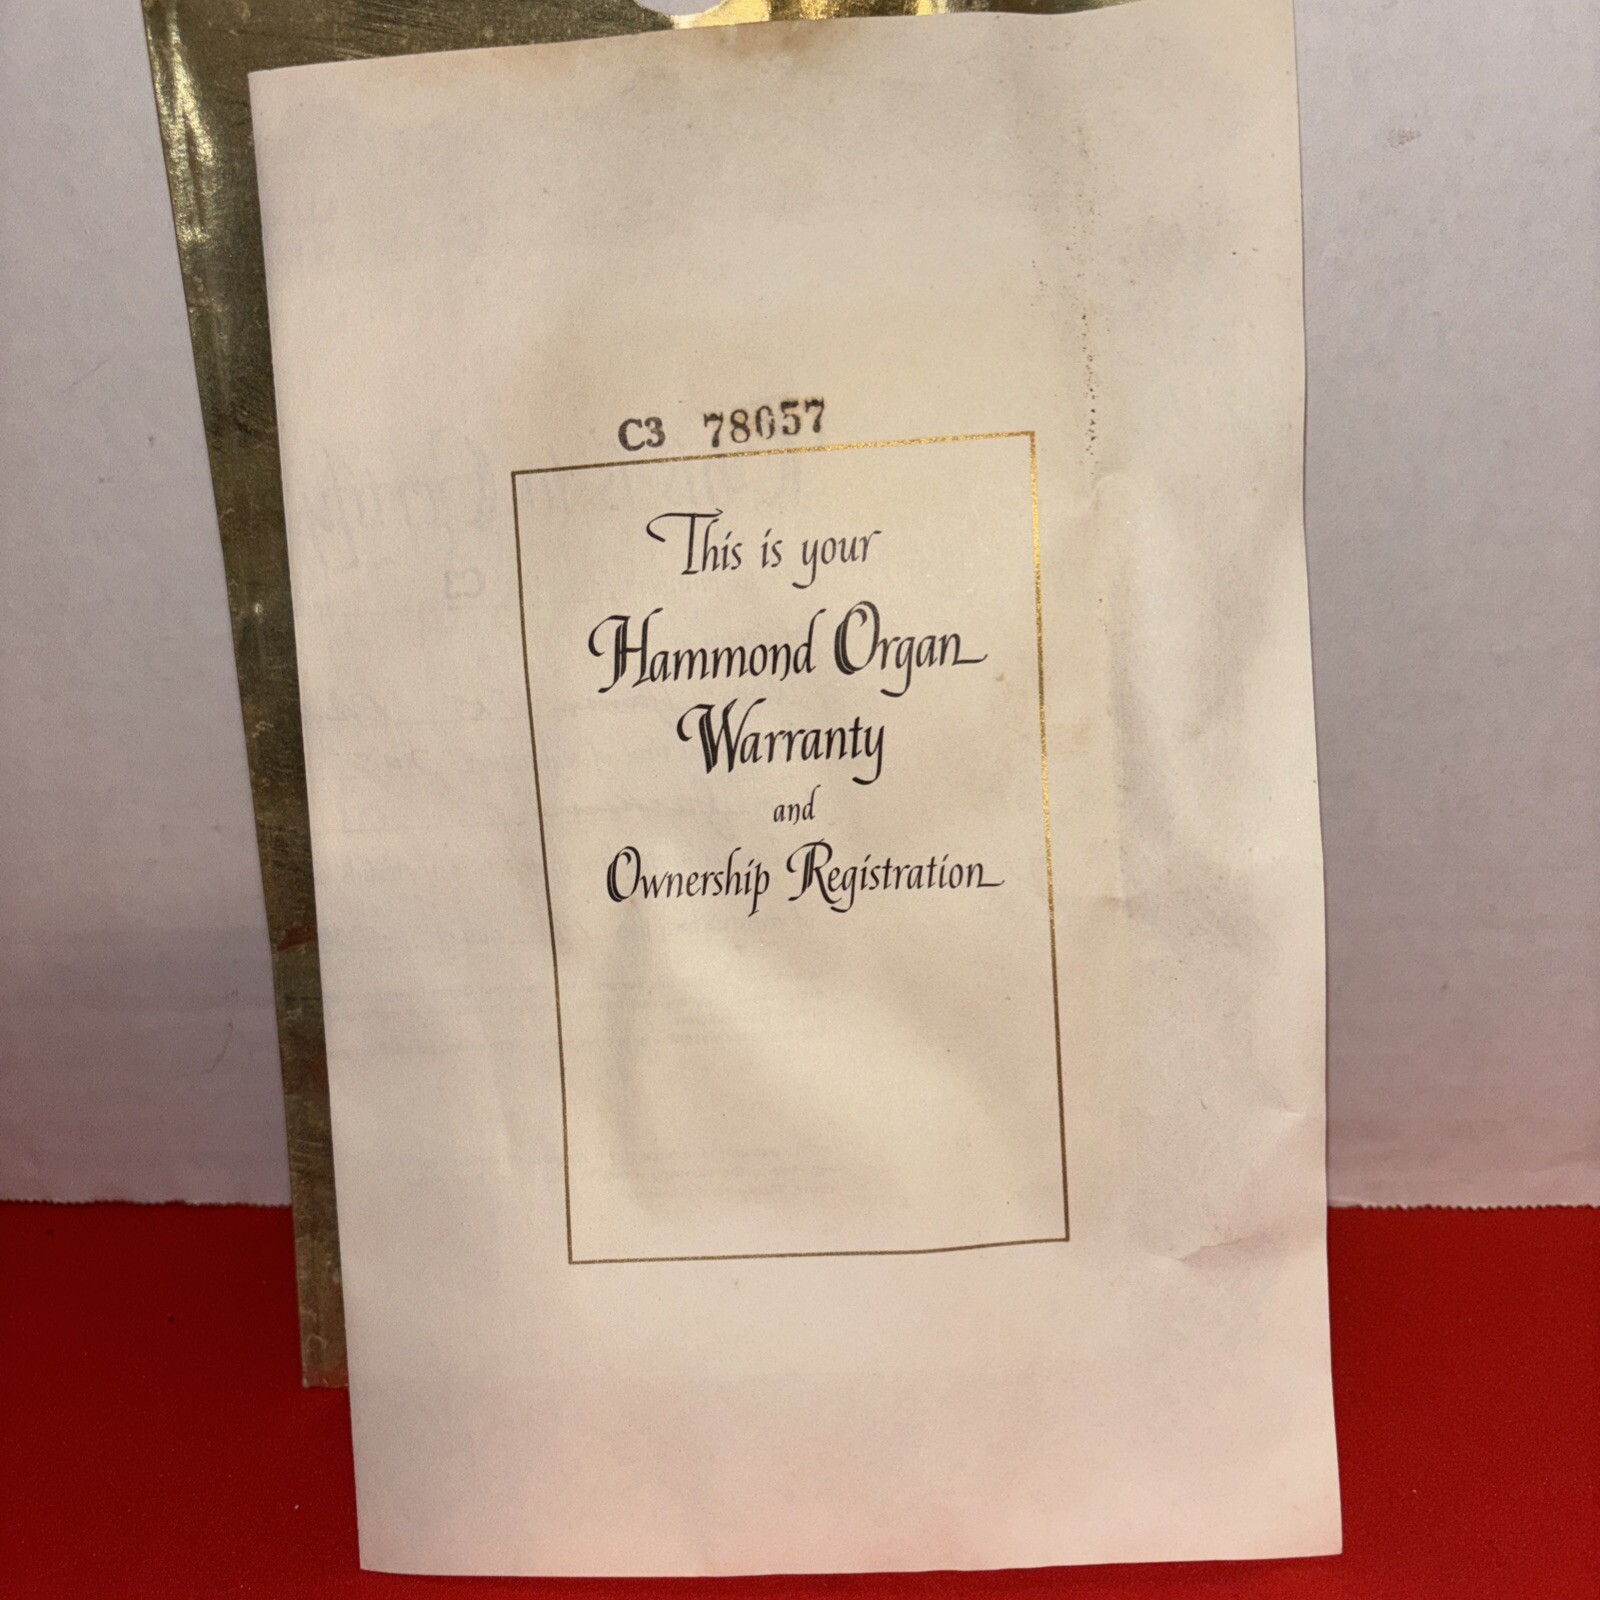 C3 78057
This is your
Hammond Organ
Warranty
and
Ownership Registration